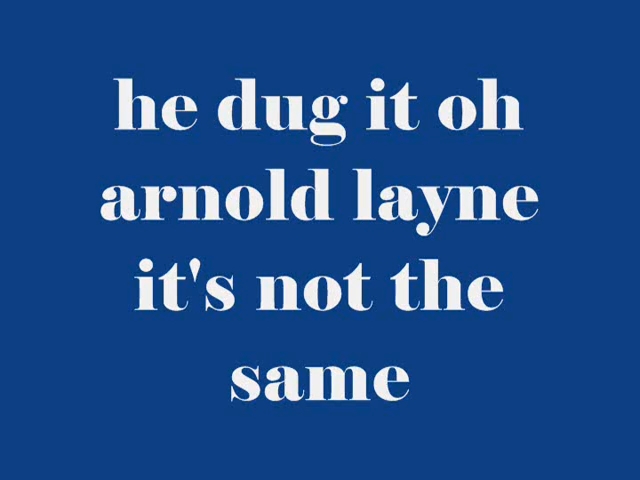 he dug it oh
arnold layne
it's not the
same